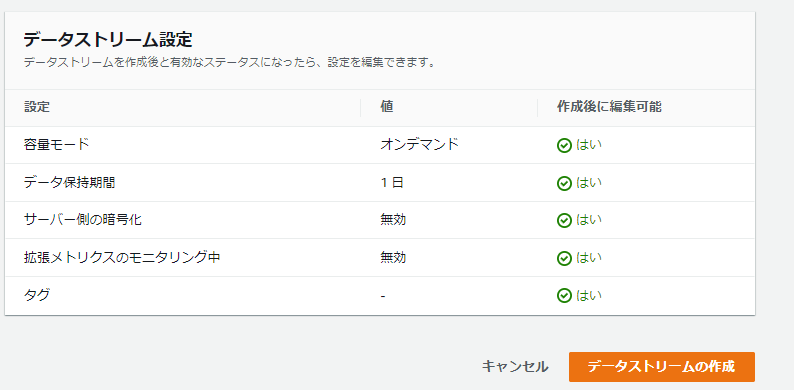 データストリーム設定
データストリームを作成後と有効なステータスになったら、設定を編集できます。
設定 値 作成後に編集可能
容量モード オンデマンド はい
データ保持期間 1 日 はい
サーバー側の暗号化 無効 はい
拡張メトリクスのモニタリング中 無効 はい
タグ - はい
キャンセル データストリームの作成